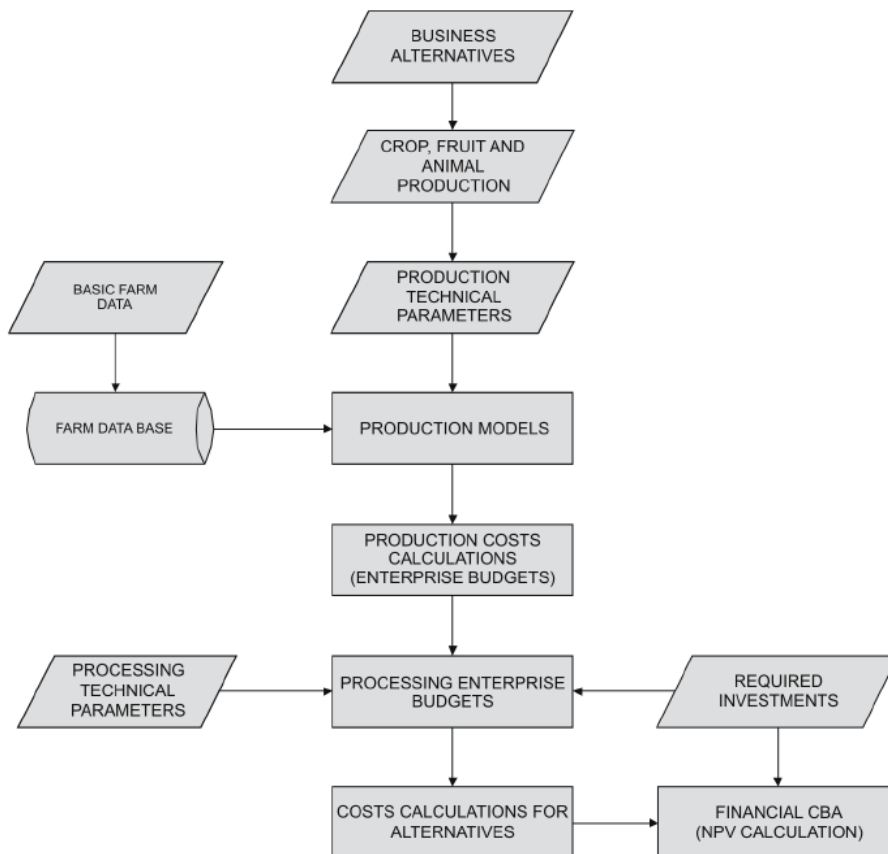 BUSINESS
ALTERNATIVES
CROP, FRUIT AND
ANIMAL
PRODUCTION
PRODUCTION
TECHNICAL
PARAMETERS
BASIC FARM
DATA
FARM DATA BASE
PRODUCTION MODELS
PRODUCTION COSTS
CALCULATIONS
(ENTERPRISE BUDGETS)
PROCESSING
TECHNICAL
PARAMETERS
PROCESSING ENTERPRISE
BUDGETS
REQUIRED
INVESTMENTS
COSTS CALCULATIONS FOR
ALTERNATIVES
FINANCIAL CBA
(NPV CALCULATION)